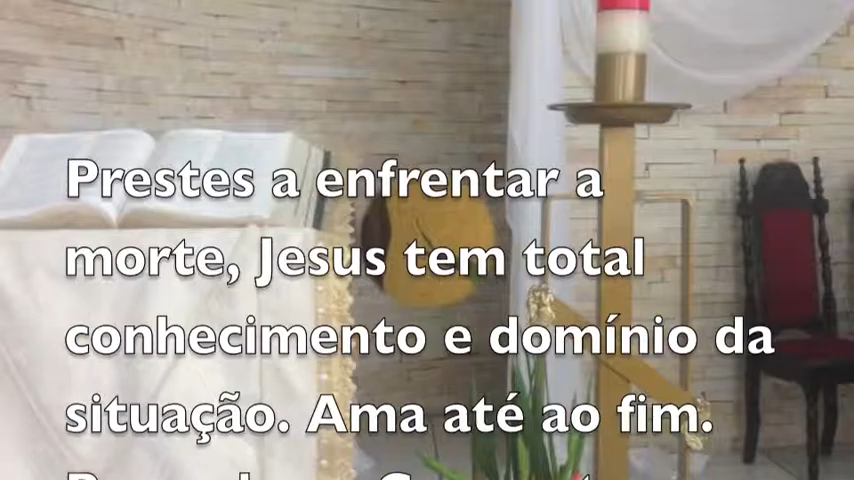 Prestes a enfrentar a
morte, Jesus tem total
conhecimento e domínio da
situação. Ama até ao fim.